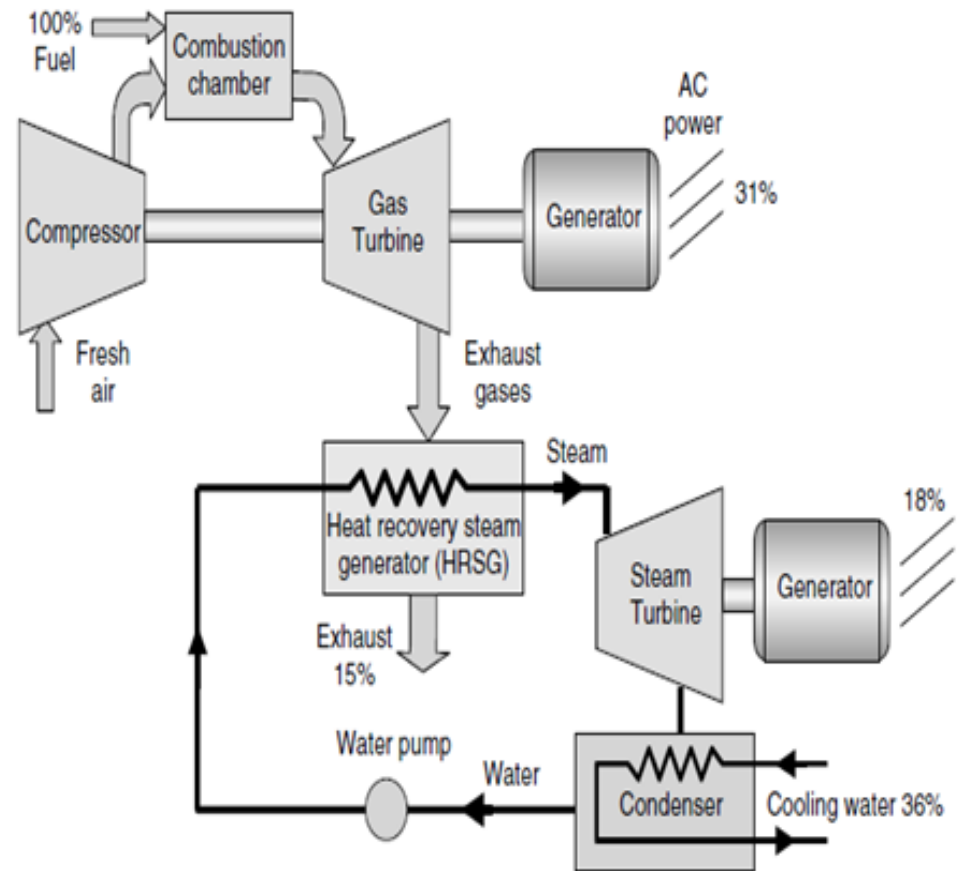 100%
Fuel
Combustion
chamber
AC
power
31%
Compressor
Gas
Turbine
Generator
Fresh
air
Exhaust
gases
Steam
Heat recovery steam
generator (HRSG)
18%
Steam
Turbine
Generator
Exhaust
15%
Water pump
Water
Condenser
Cooling water 36%